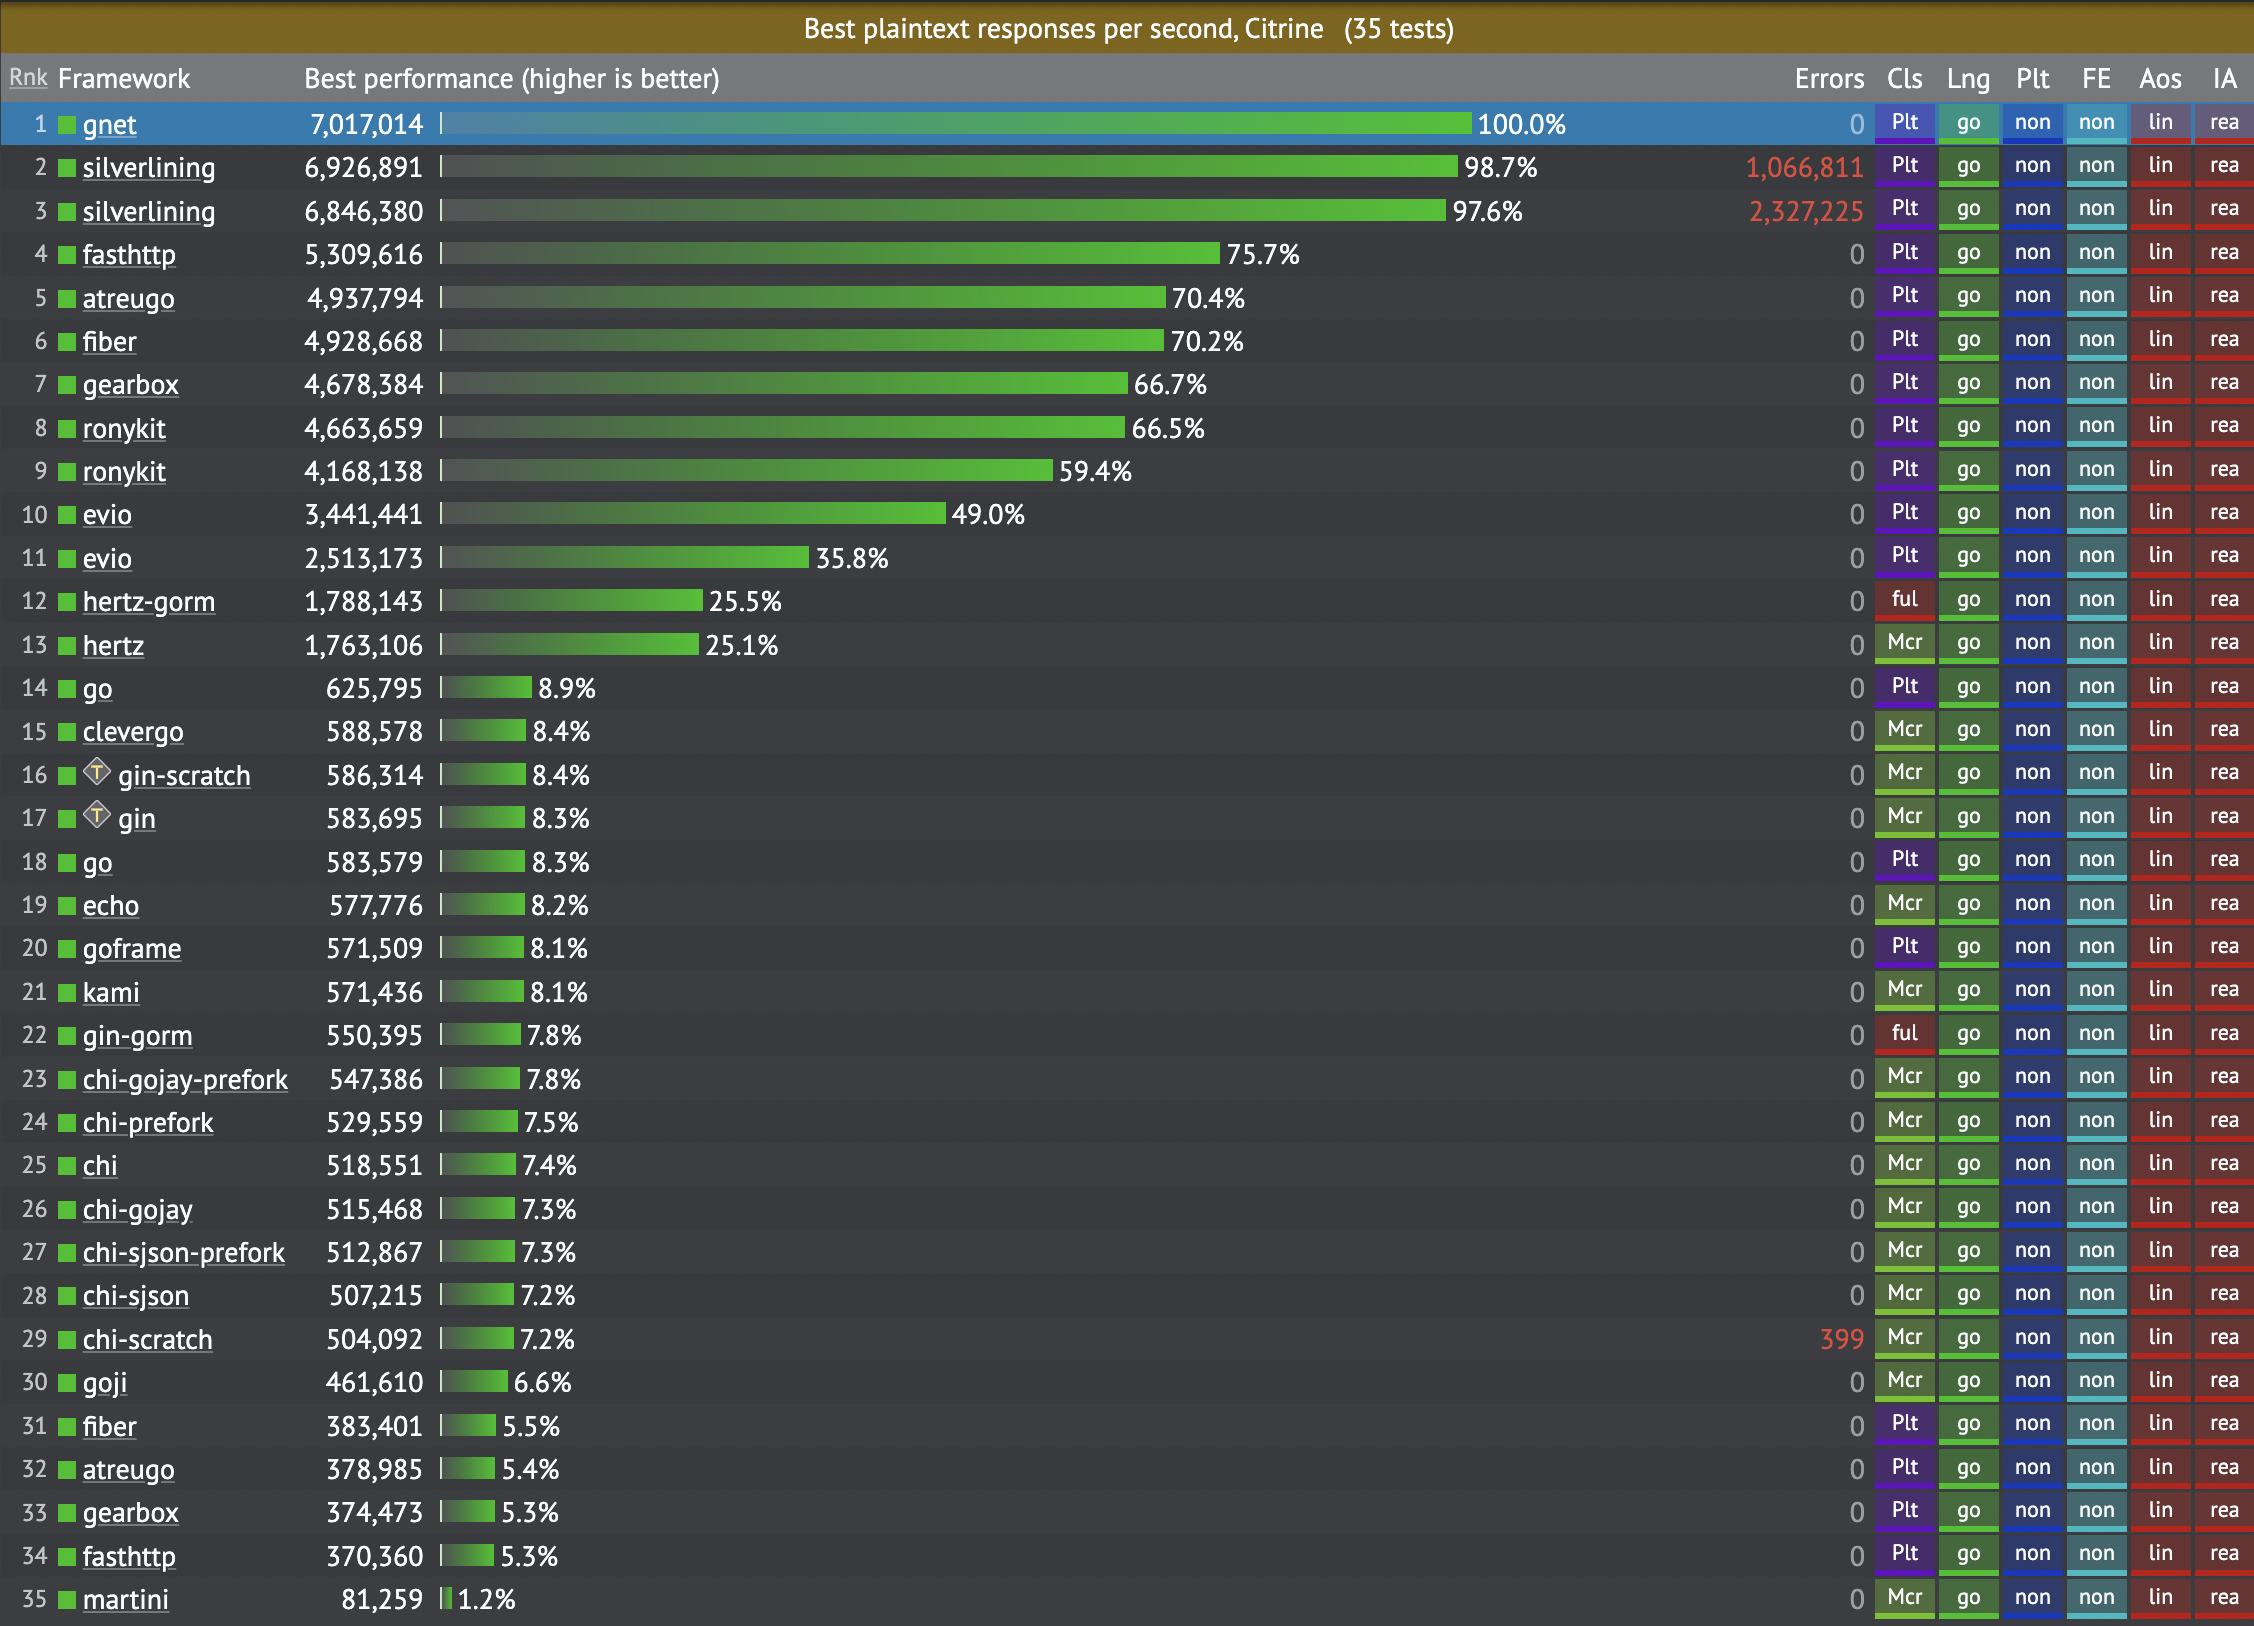 Best plaintext responses per second, Citrine (35 tests)
Rnk Framework Best performance (higher is better) Errors Cls Lng Plt FE Aos IA
1 gnet 7,017,014 100.0% 0 Plt go non non lin rea
2 silverlining 6,926,891 98.7% 1,066,811 Plt go non non lin rea
3 silverlining 6,846,380 97.6% 2,327,225 Plt go non non lin rea
4 fasthttp 5,309,616 75.7% 0 Plt go non non lin rea
5 atreugo 4,937,794 70.4% 0 Plt go non non lin rea
6 fiber 4,928,668 70.2% 0 Plt go non non lin rea
7 gearbox 4,678,384 66.7% 0 Plt go non non lin rea
8 ronykit 4,663,659 66.5% 0 Plt go non non lin rea
9 ronykit 4,168,138 59.4% 0 Plt go non non lin rea
10 evio 3,441,441 49.0% 0 Plt go non non lin rea
11 evio 2,513,173 35.8% 0 Plt go non non lin rea
12 hertz-gorm 1,788,143 25.5% 0 ful go non non lin rea
13 hertz 1,763,106 25.1% 0 Mcr go non non lin rea
14 go 625,795 8.9% 0 Plt go non non lin rea
15 clevergo 588,578 8.4% 0 Mcr go non non lin rea
16 T gin-scratch 586,314 8.4% 0 Mcr go non non lin rea
17 T gin 583,695 8.3% 0 Mcr go non non lin rea
18 go 583,579 8.3% 0 Plt go non non lin rea
19 echo 577,776 8.2% 0 Mcr go non non lin rea
20 goframe 571,509 8.1% 0 Plt go non non lin rea
21 kami 571,436 8.1% 0 Mcr go non non lin rea
22 gin-gorm 550,395 7.8% 0 ful go non non lin rea
23 chi-gojay-prefork 547,386 7.8% 0 Mcr go non non lin rea
24 chi-prefork 529,559 7.5% 0 Mcr go non non lin rea
25 chi 518,551 7.4% 0 Mcr go non non lin rea
26 chi-gojay 515,468 7.3% 0 Mcr go non non lin rea
27 chi-sjson-prefork 512,867 7.3% 0 Mcr go non non lin rea
28 chi-sjson 507,215 7.2% 0 Mcr go non non lin rea
29 chi-scratch 504,092 7.2% 399 Mcr go non non lin rea
30 goji 461,610 6.6% 0 Mcr go non non lin rea
31 fiber 383,401 5.5% 0 Plt go non non lin rea
32 atreugo 378,985 5.4% 0 Plt go non non lin rea
33 gearbox 374,473 5.3% 0 Plt go non non lin rea
34 fasthttp 370,360 5.3% 0 Plt go non non lin rea
35 martini 81,259 1.2% 0 Mcr go non non lin rea